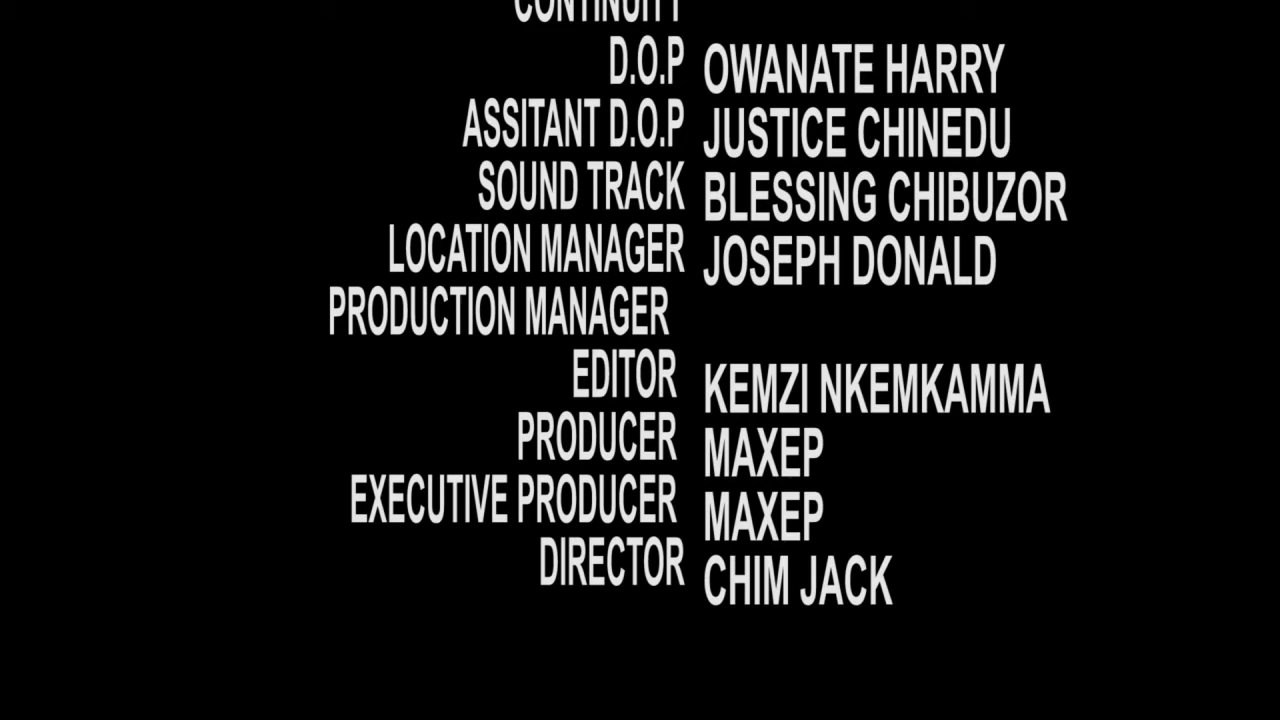 CONTINUITY
D.O.P OWANATE HARRY
ASSITANT D.O.P JUSTICE CHINEDU
SOUND TRACK BLESSING CHIBUZOR
LOCATION MANAGER JOSEPH DONALD
PRODUCTION MANAGER
EDITOR KEMZI NKEMKAMMA
PRODUCER MAXEP
EXECUTIVE PRODUCER MAXEP
DIRECTOR CHIM JACK